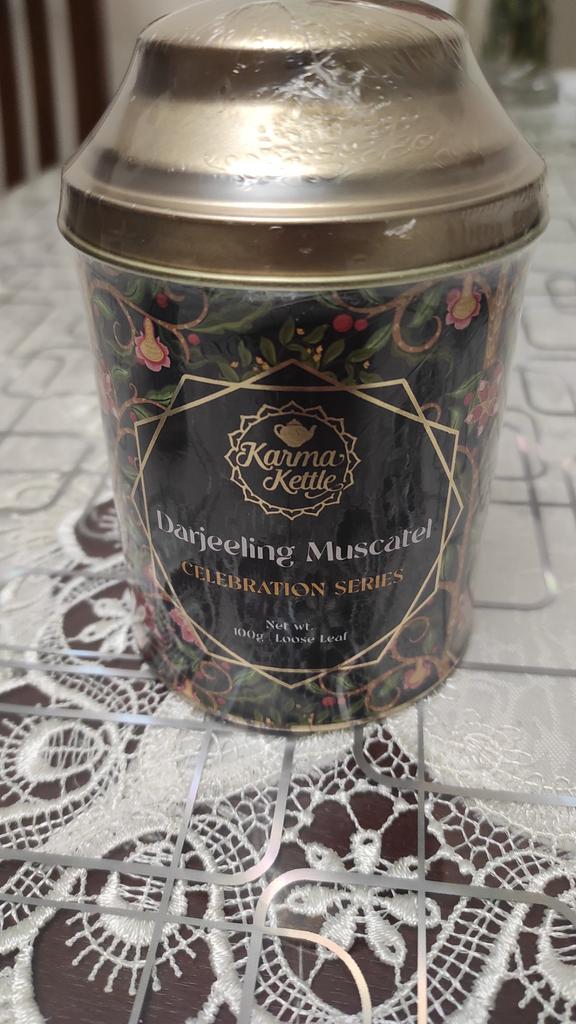 Karma
Kettle
Darjeeling Muscatel
CELEBRATION SERIES
Net wt.
100g | Loose Leaf